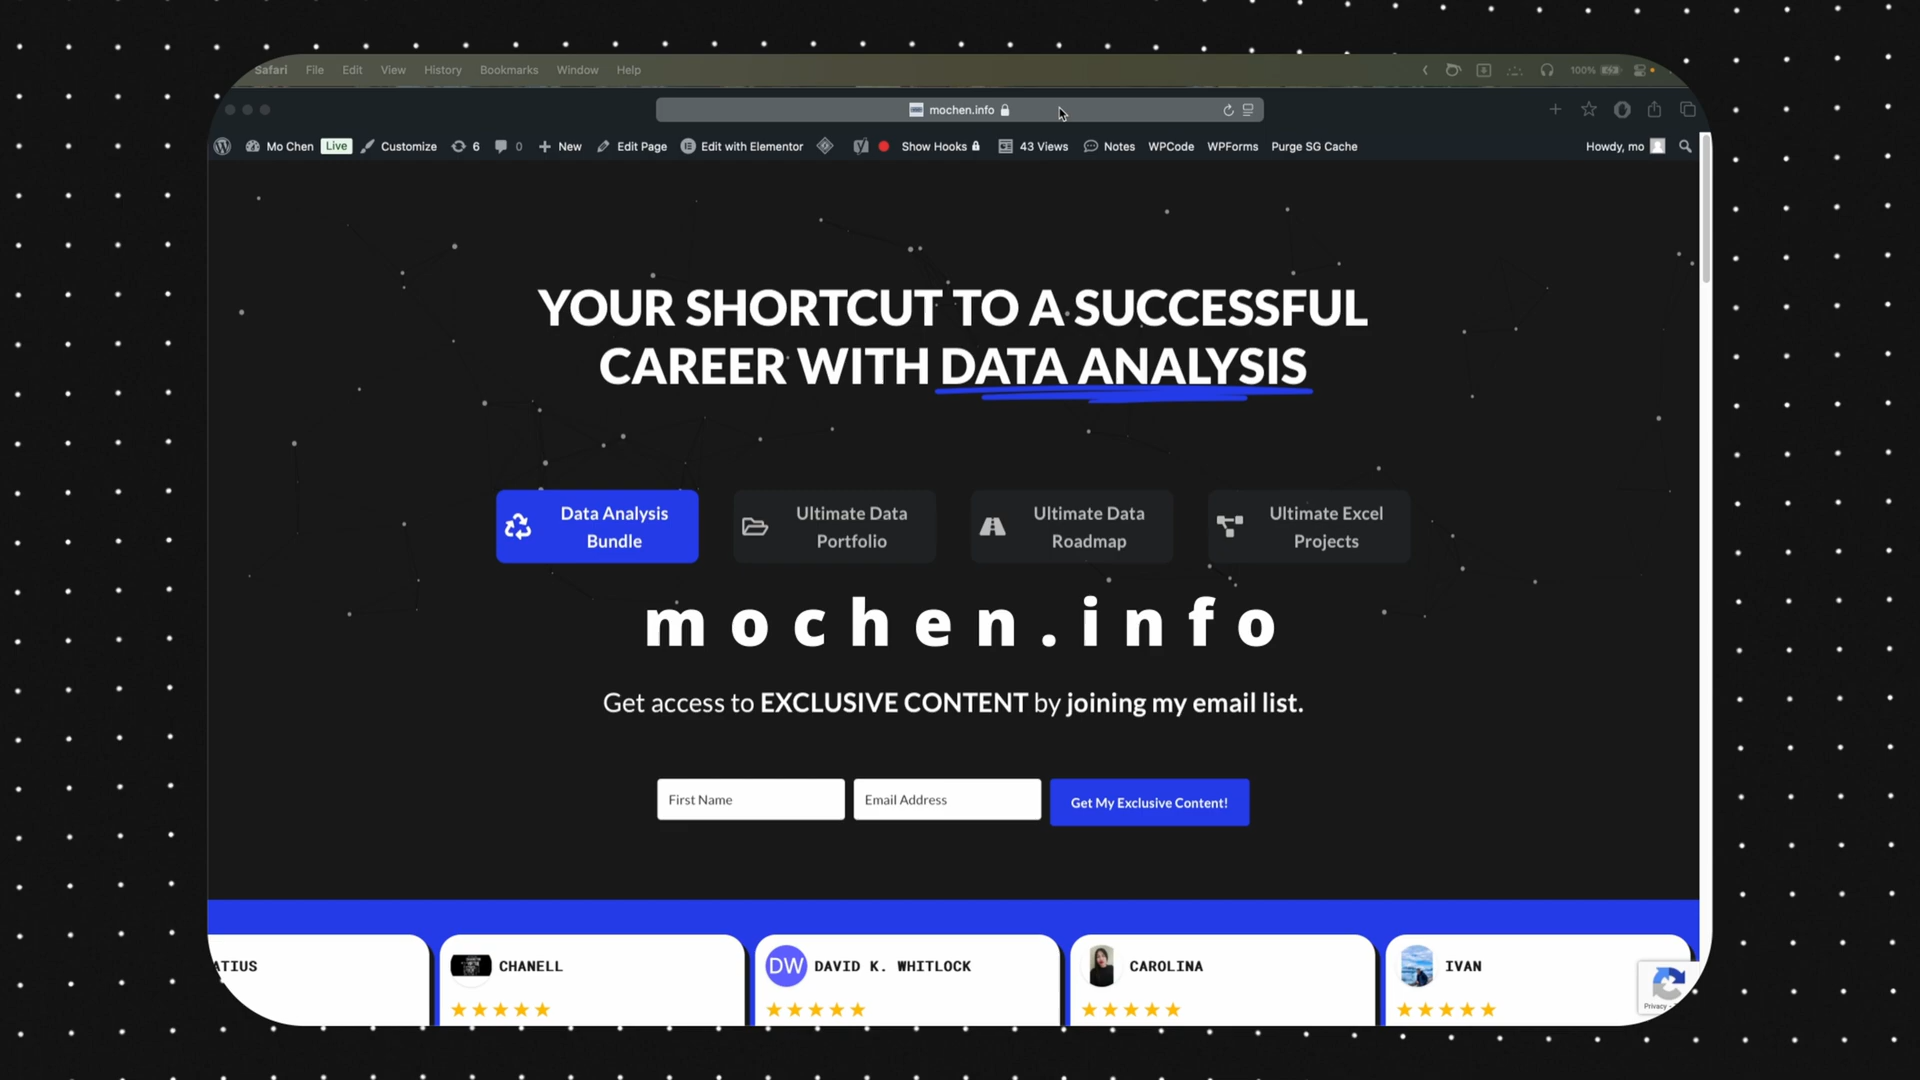 Safari File Edit View History Bookmarks Window Help 100%
mochen.info
Mo Chen Live Customize 6 0 New Edit Page Edit with Elementor Show Hooks 43 Views Notes WPCode WPForms Purge SG Cache Howdy, mo
YOUR SHORTCUT TO A SUCCESSFUL
CAREER WITH DATA ANALYSIS
Data Analysis
Bundle
Ultimate Data
Portfolio
Ultimate Data
Roadmap
Ultimate Excel
Projects
mochen.info
Get access to EXCLUSIVE CONTENT by joining my email list.
First Name
Email Address
Get My Exclusive Content!
ATIUS
CHANELL
DW DAVID K. WHITLOCK
CAROLINA
IVAN
Privacy